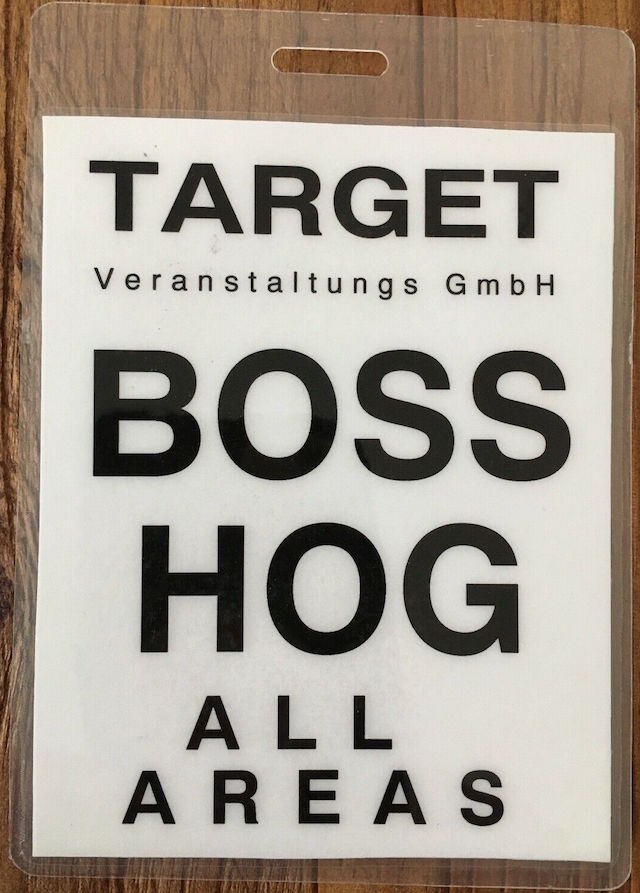 TARGET
Veranstaltungs GmbH
BOSS
HOG
ALL
AREAS